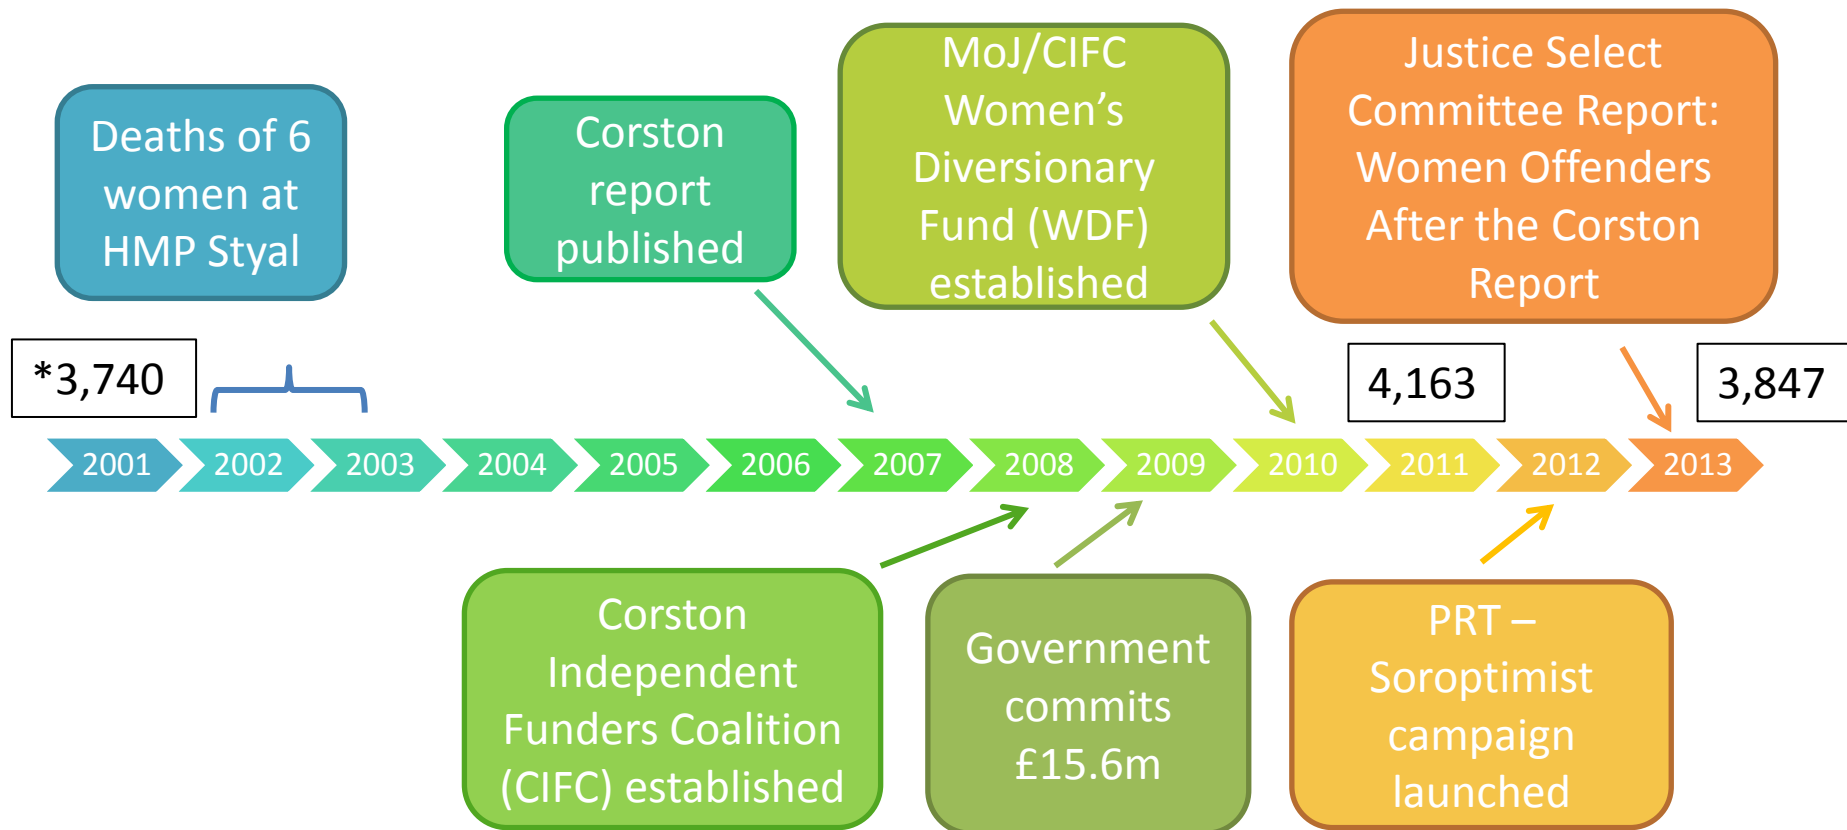 Deaths of 6
women at
HMP Styal
Corston
report
published
MoJ/CIFC
Women’s
Diversionary
Fund (WDF)
established
Justice Select
Committee Report:
Women Offenders
After the Corston
Report
*3,740
4,163
3,847
2001
2002
2003
2004
2005
2006
2007
2008
2009
2010
2011
2012
2013
Corston
Independent
Funders Coalition
(CIFC) established
Government
commits
£15.6m
PRT –
Soroptimist
campaign
launched